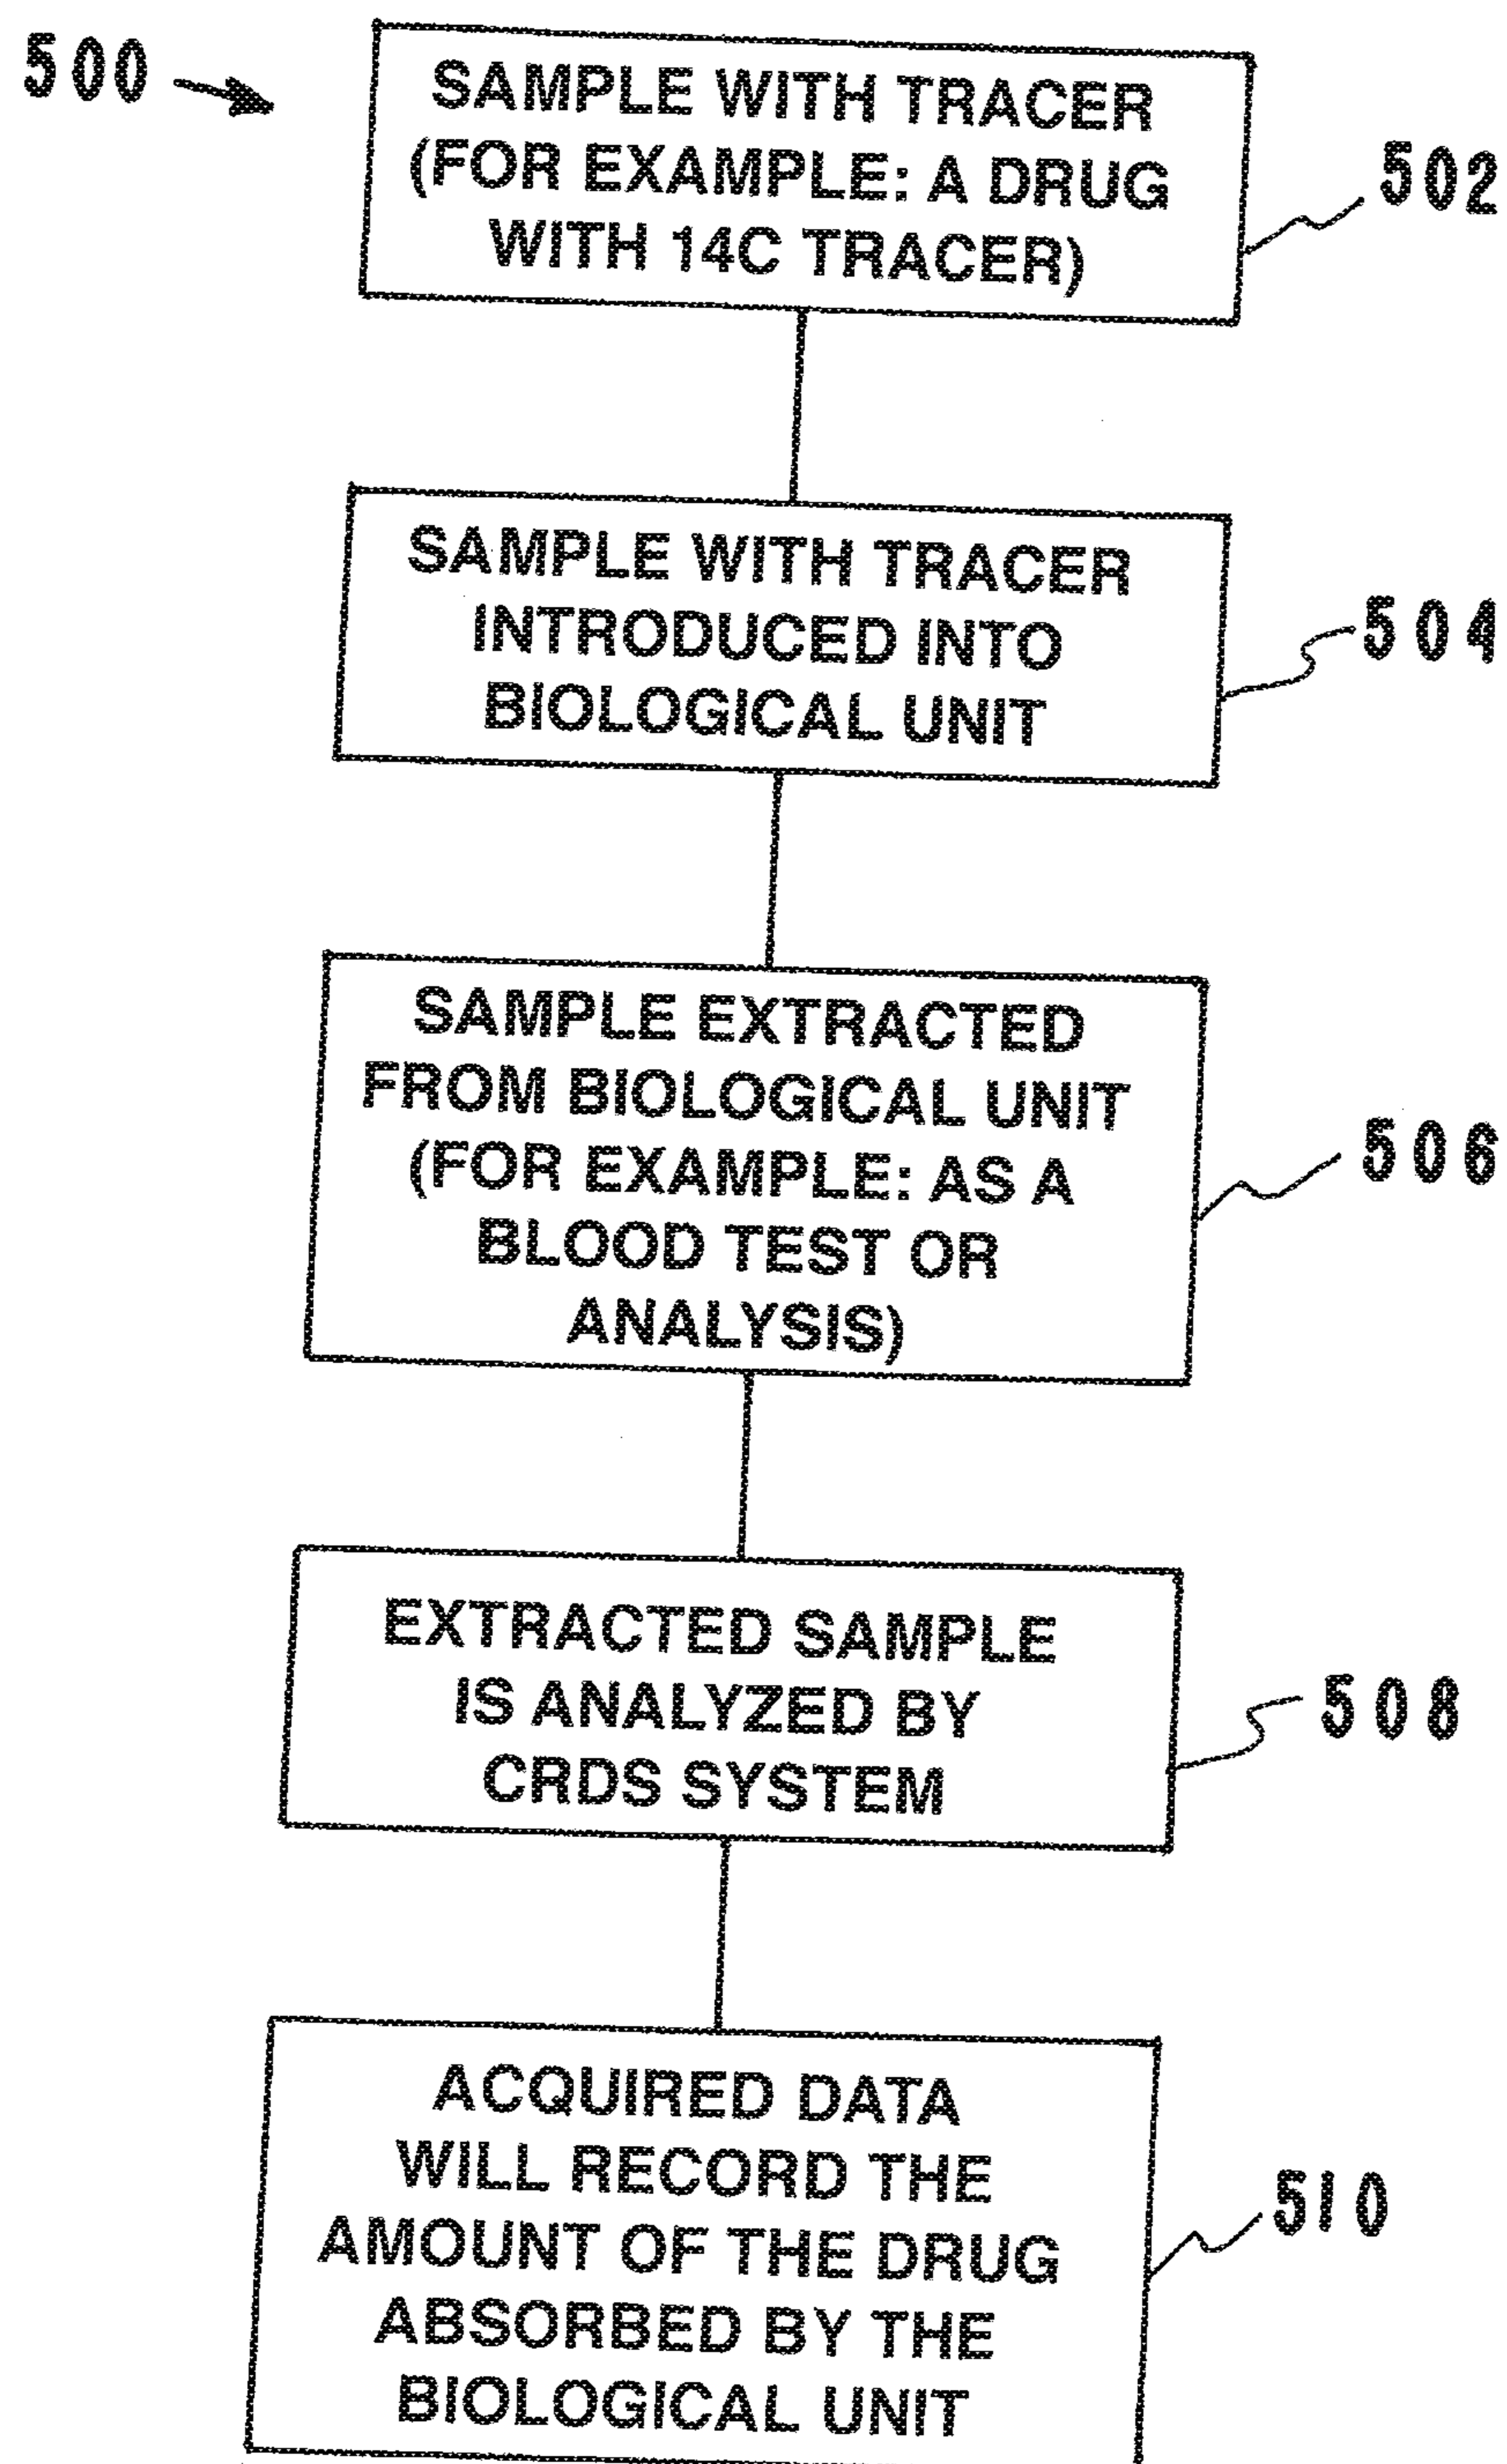 500
SAMPLE WITH TRACER
(FOR EXAMPLE: A DRUG
WITH 14C TRACER)
502
SAMPLE WITH TRACER
INTRODUCED INTO
BIOLOGICAL UNIT
504
SAMPLE EXTRACTED
FROM BIOLOGICAL UNIT
(FOR EXAMPLE: AS A
BLOOD TEST OR
ANALYSIS)
506
EXTRACTED SAMPLE
IS ANALYZED BY
CRDS SYSTEM
508
ACQUIRED DATA
WILL RECORD THE
AMOUNT OF THE DRUG
ABSORBED BY THE
BIOLOGICAL UNIT
510